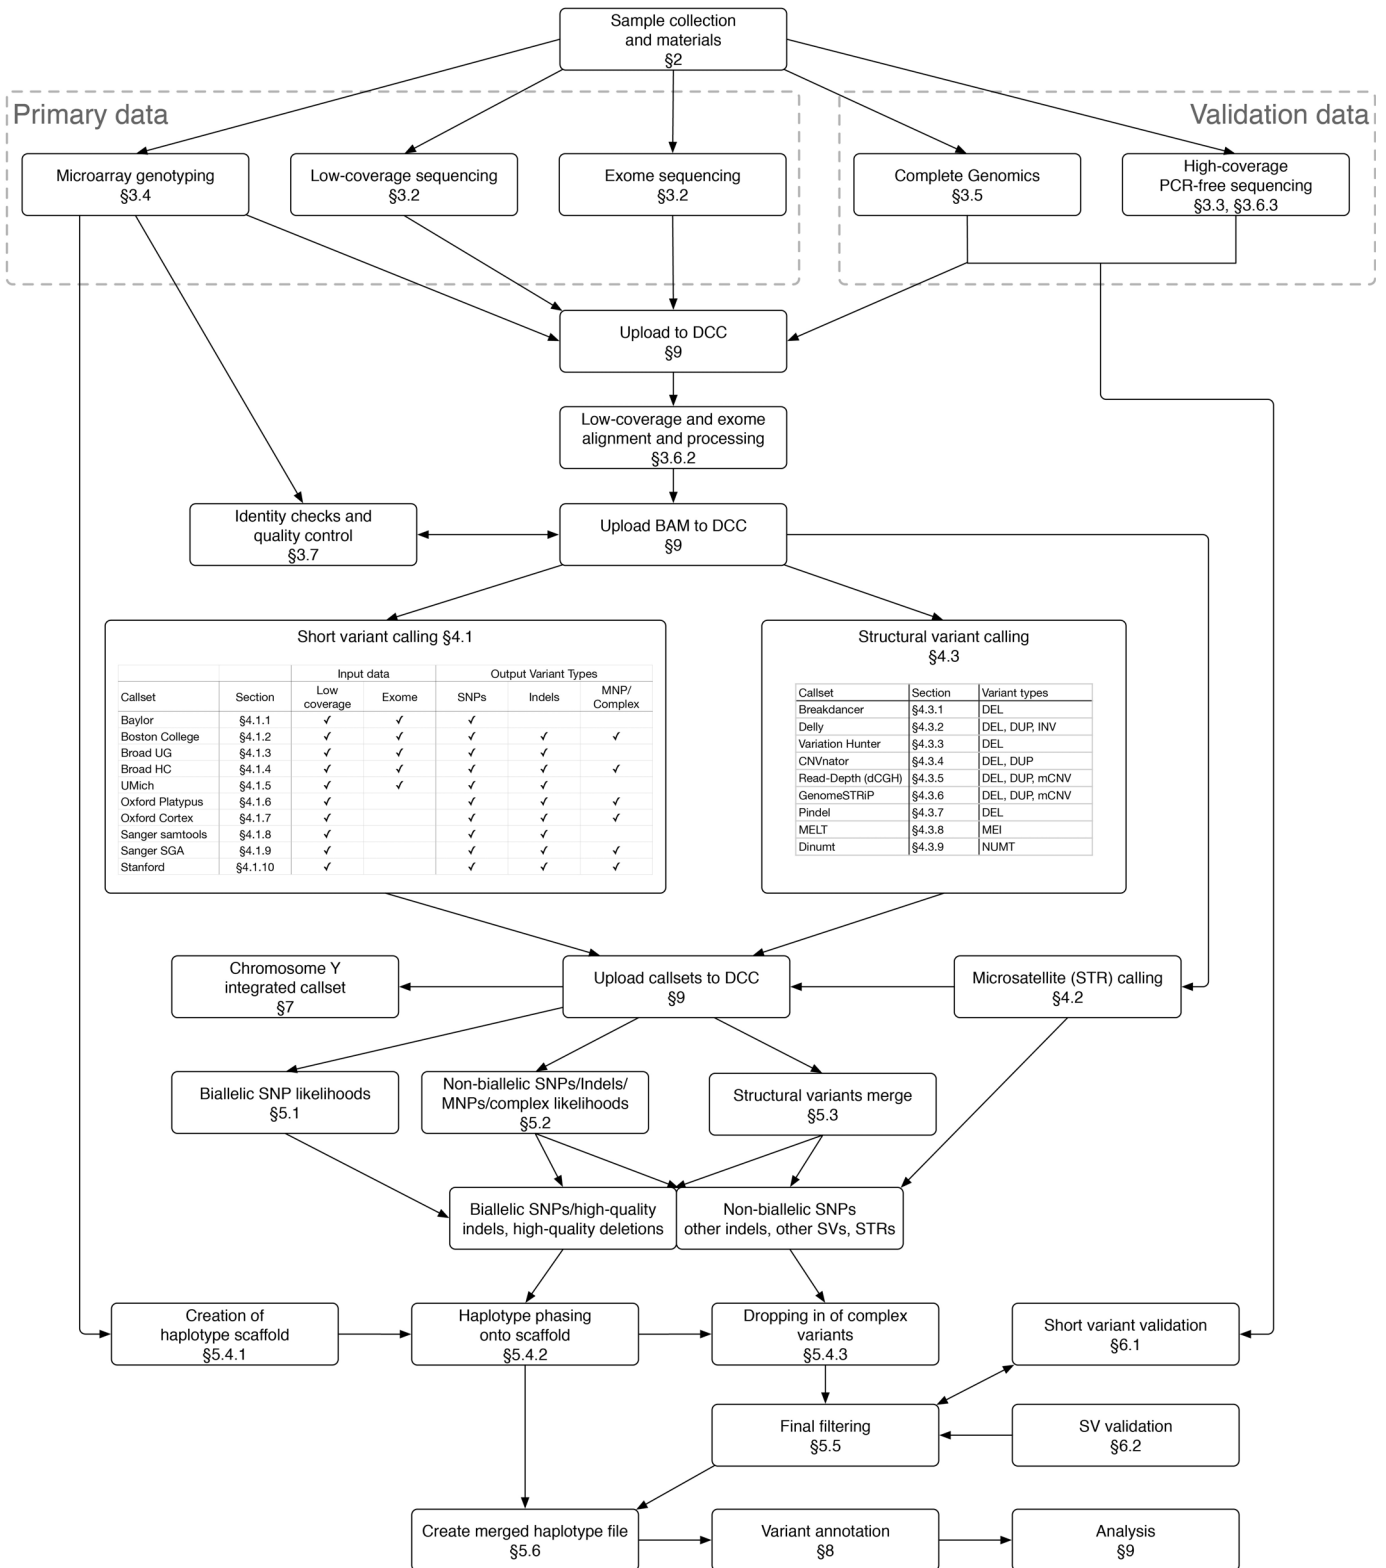 Sample collection
and materials
§2
Primary data
Validation data
Microarray genotyping
§3.4
Low-coverage sequencing
§3.2
Exome sequencing
§3.2
Complete Genomics
§3.5
High-coverage
PCR-free sequencing
§3.3, §3.6.3
Upload to DCC
§9
Low-coverage and exome
alignment and processing
§3.6.2
Identity checks and
quality control
§3.7
Upload BAM to DCC
§9
Short variant calling §4.1
Input data Output Variant Types
Callset Section Low coverage Exome SNPs Indels MNP/ Complex
Baylor §4.1.1 ✓ ✓ ✓
Boston College §4.1.2 ✓ ✓ ✓ ✓ ✓
Broad UG §4.1.3 ✓ ✓ ✓ ✓
Broad HC §4.1.4 ✓ ✓ ✓ ✓ ✓
UMich §4.1.5 ✓ ✓ ✓ ✓
Oxford Platypus §4.1.6 ✓ ✓ ✓ ✓
Oxford Cortex §4.1.7 ✓ ✓ ✓ ✓
Sanger samtools §4.1.8 ✓ ✓ ✓
Sanger SGA §4.1.9 ✓ ✓ ✓ ✓
Stanford §4.1.10 ✓ ✓ ✓ ✓
Structural variant calling
§4.3
Callset Section Variant types
Breakdancer §4.3.1 DEL
Delly §4.3.2 DEL, DUP, INV
Variation Hunter §4.3.3 DEL
CNVnator §4.3.4 DEL, DUP
Read-Depth (dCGH) §4.3.5 DEL, DUP, mCNV
GenomeSTRiP §4.3.6 DEL, DUP, mCNV
Pindel §4.3.7 DEL
MELT §4.3.8 MEI
Dinumt §4.3.9 NUMT
Chromosome Y
integrated callset
§7
Upload callsets to DCC
§9
Microsatellite (STR) calling
§4.2
Biallelic SNP likelihoods
§5.1
Non-biallelic SNPs/Indels/
MNPs/complex likelihoods
§5.2
Structural variants merge
§5.3
Biallelic SNPs/high-quality
indels, high-quality deletions
Non-biallelic SNPs
other indels, other SVs, STRs
Creation of
haplotype scaffold
§5.4.1
Haplotype phasing
onto scaffold
§5.4.2
Dropping in of complex
variants
§5.4.3
Short variant validation
§6.1
Final filtering
§5.5
SV validation
§6.2
Create merged haplotype file
§5.6
Variant annotation
§8
Analysis
§9